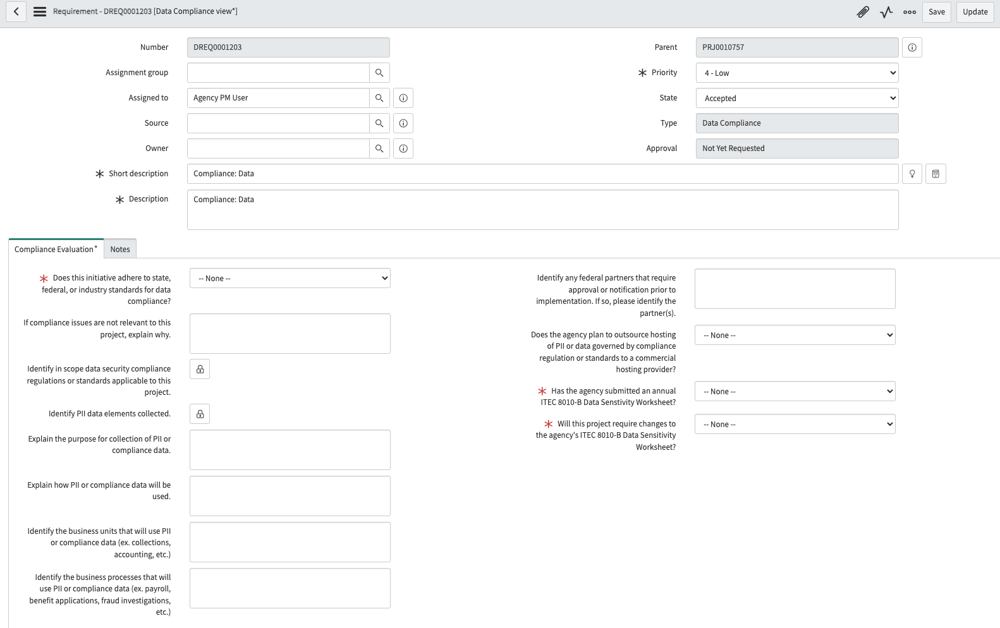 Requirement - DREQ0001203 [Data Compliance view*]
Save
Update
Number
DREQ0001203
Parent
PRJ0010757
Assignment group
* Priority
4 - Low
Assigned to
Agency PM User
State
Accepted
Source
Type
Data Compliance
Owner
Approval
Not Yet Requested
* Short description
Compliance: Data
* Description
Compliance: Data
Compliance Evaluation*
Notes
* Does this initiative adhere to state,
federal, or industry standards for data
compliance?
-- None --
If compliance issues are not relevant to this
project, explain why.
Identify in scope data security compliance
regulations or standards applicable to this
project.
Identify PII data elements collected.
Explain the purpose for collection of PII or
compliance data.
Explain how PII or compliance data will be
used.
Identify the business units that will use PII
or compliance data (ex. collections,
accounting, etc.)
Identify the business processes that will
use PII or compliance data (ex. payroll,
benefit applications, fraud investigations,
etc.)
Identify any federal partners that require
approval or notification prior to
implementation. If so, please identify the
partner(s).
Does the agency plan to outsource hosting
of PII or data governed by compliance
regulation or standards to a commercial
hosting provider?
-- None --
* Has the agency submitted an annual
ITEC 8010-B Data Senstivity Worksheet?
-- None --
* Will this project require changes to
the agency's ITEC 8010-B Data Sensitivity
Worksheet?
-- None --